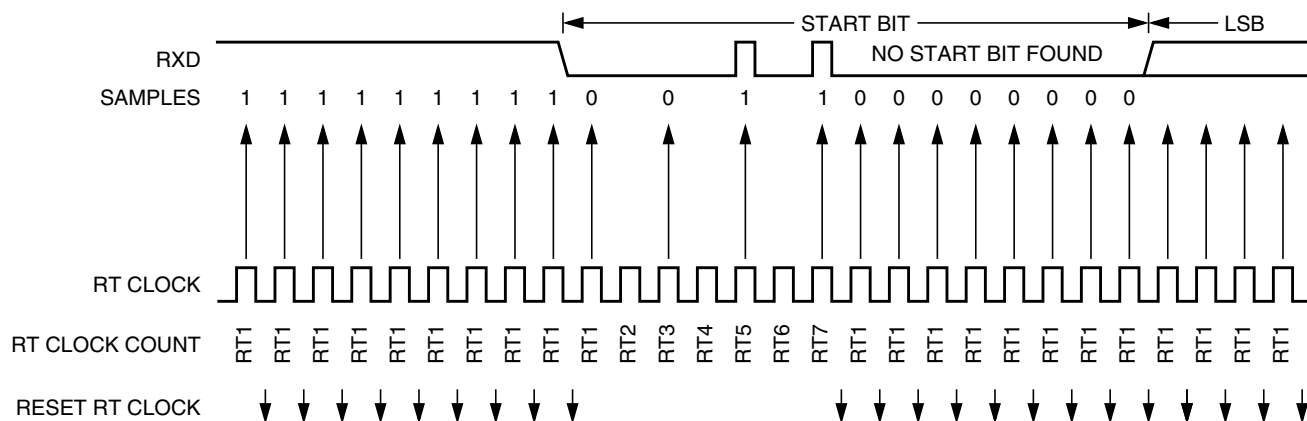 START BIT LSB
RXD NO START BIT FOUND
SAMPLES 1 1 1 1 1 1 1 1 1 0 0 1 1 0 0 0 0 0 0 0 0
RT CLOCK
RT CLOCK COUNT RT1 RT1 RT1 RT1 RT1 RT1 RT1 RT1 RT1 RT1 RT2 RT3 RT4 RT5 RT6 RT7 RT1 RT1 RT1 RT1 RT1 RT1 RT1 RT1 RT1 RT1 RT1 RT1
RESET RT CLOCK